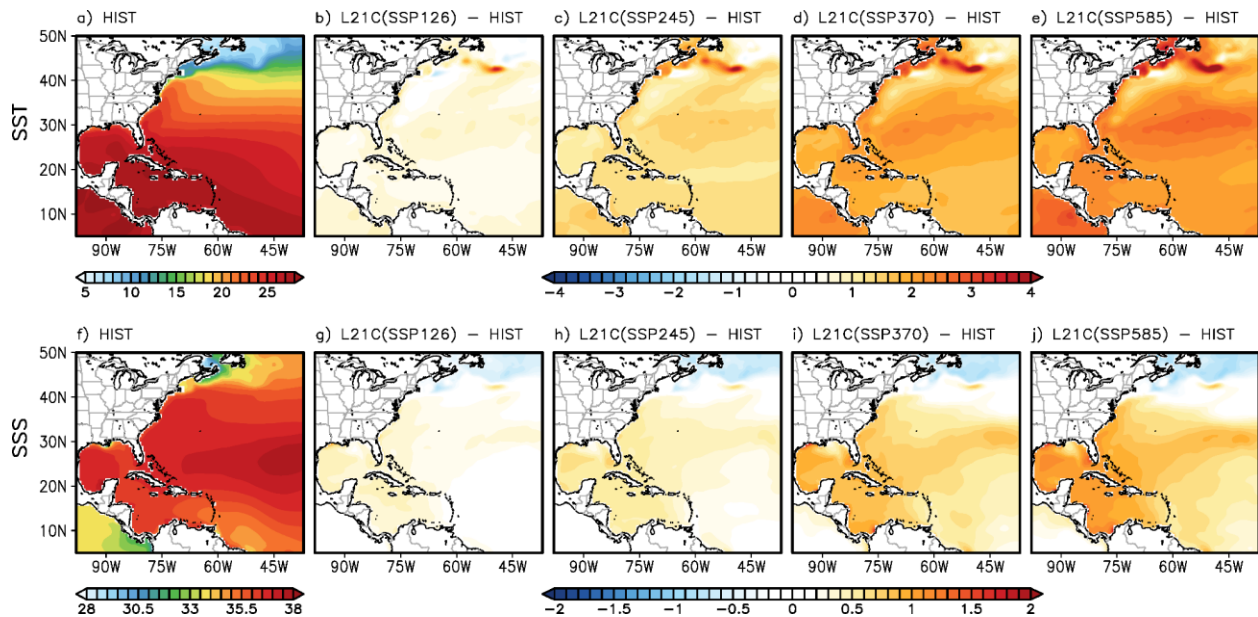 a) HIST
b) L21C(SSP126) – HIST
c) L21C(SSP245) – HIST
d) L21C(SSP370) – HIST
e) L21C(SSP585) – HIST
SST
50N
40N
30N
20N
10N
90W 75W 60W 45W
90W 75W 60W 45W
90W 75W 60W 45W
90W 75W 60W 45W
90W 75W 60W 45W
5 10 15 20 25
−4 −3 −2 −1 0 1 2 3 4
f) HIST
g) L21C(SSP126) – HIST
h) L21C(SSP245) – HIST
i) L21C(SSP370) – HIST
j) L21C(SSP585) – HIST
SSS
50N
40N
30N
20N
10N
90W 75W 60W 45W
90W 75W 60W 45W
90W 75W 60W 45W
90W 75W 60W 45W
90W 75W 60W 45W
28 30.5 33 35.5 38
−2 −1.5 −1 −0.5 0 0.5 1 1.5 2